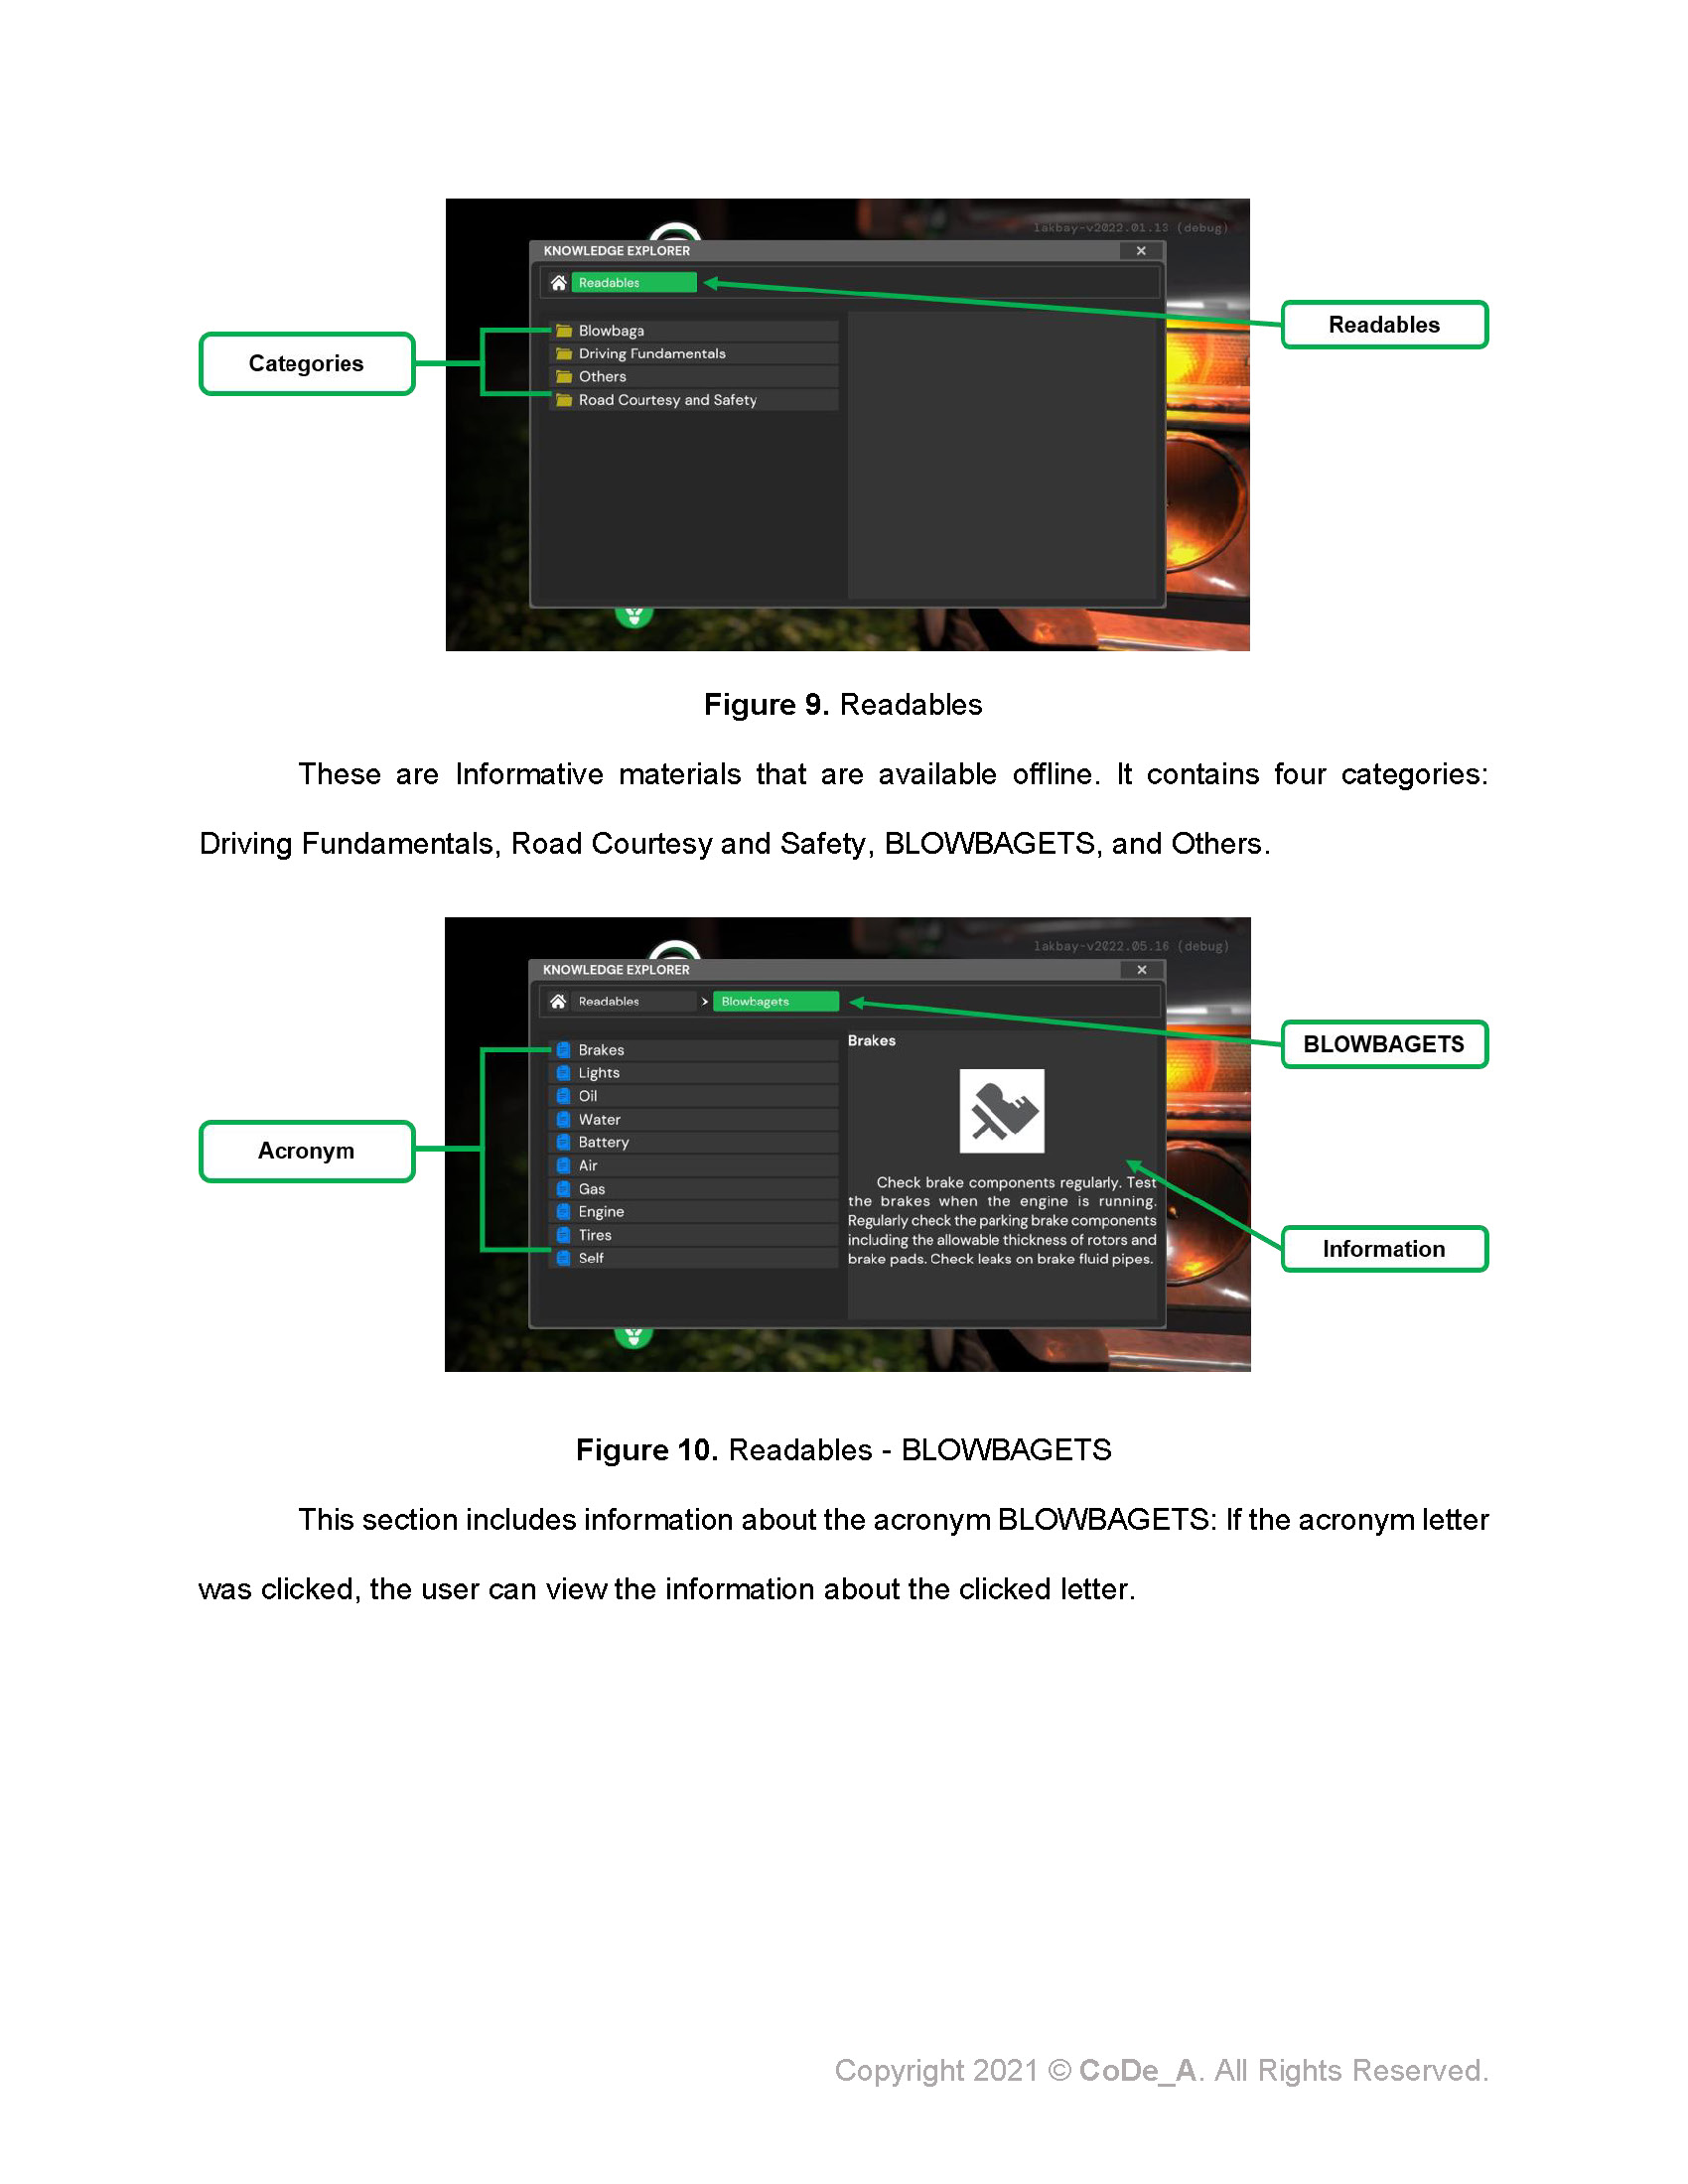 lakbay-v2022.01.13 (debug)
KNOWLEDGE EXPLORER
Readables
Readables
Categories
Blowbaga
Driving Fundamentals
Others
Road Courtesy and Safety
Figure 9. Readables
These are Informative materials that are available offline. It contains four categories:
Driving Fundamentals, Road Courtesy and Safety, BLOWBAGETS, and Others.
lakbay-v2022.05.16 (debug)
KNOWLEDGE EXPLORER
Readables > Blowbagets
BLOWBAGETS
Acronym
Brakes
Lights
Oil
Water
Battery
Air
Gas
Engine
Tires
Self
Brakes
Check brake components regularly. Test
the brakes when the engine is running.
Regularly check the parking brake components
including the allowable thickness of rotors and
brake pads. Check leaks on brake fluid pipes.
Information
Figure 10. Readables - BLOWBAGETS
This section includes information about the acronym BLOWBAGETS: If the acronym letter
was clicked, the user can view the information about the clicked letter.
Copyright 2021 © CoDe_A. All Rights Reserved.